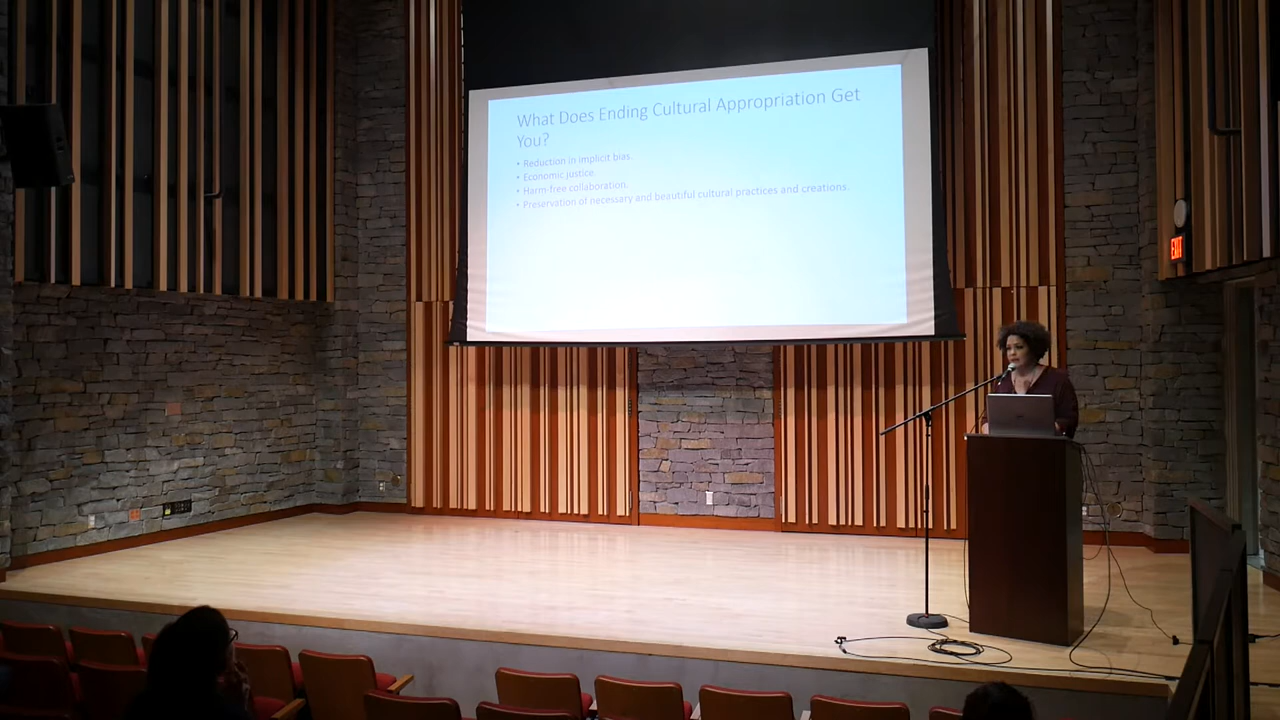 What Does Ending Cultural Appropriation Get
You?
• Reduction in implicit bias.
• Economic justice.
• Harm-free collaboration.
• Preservation of necessary and beautiful cultural practices and creations.
EXIT